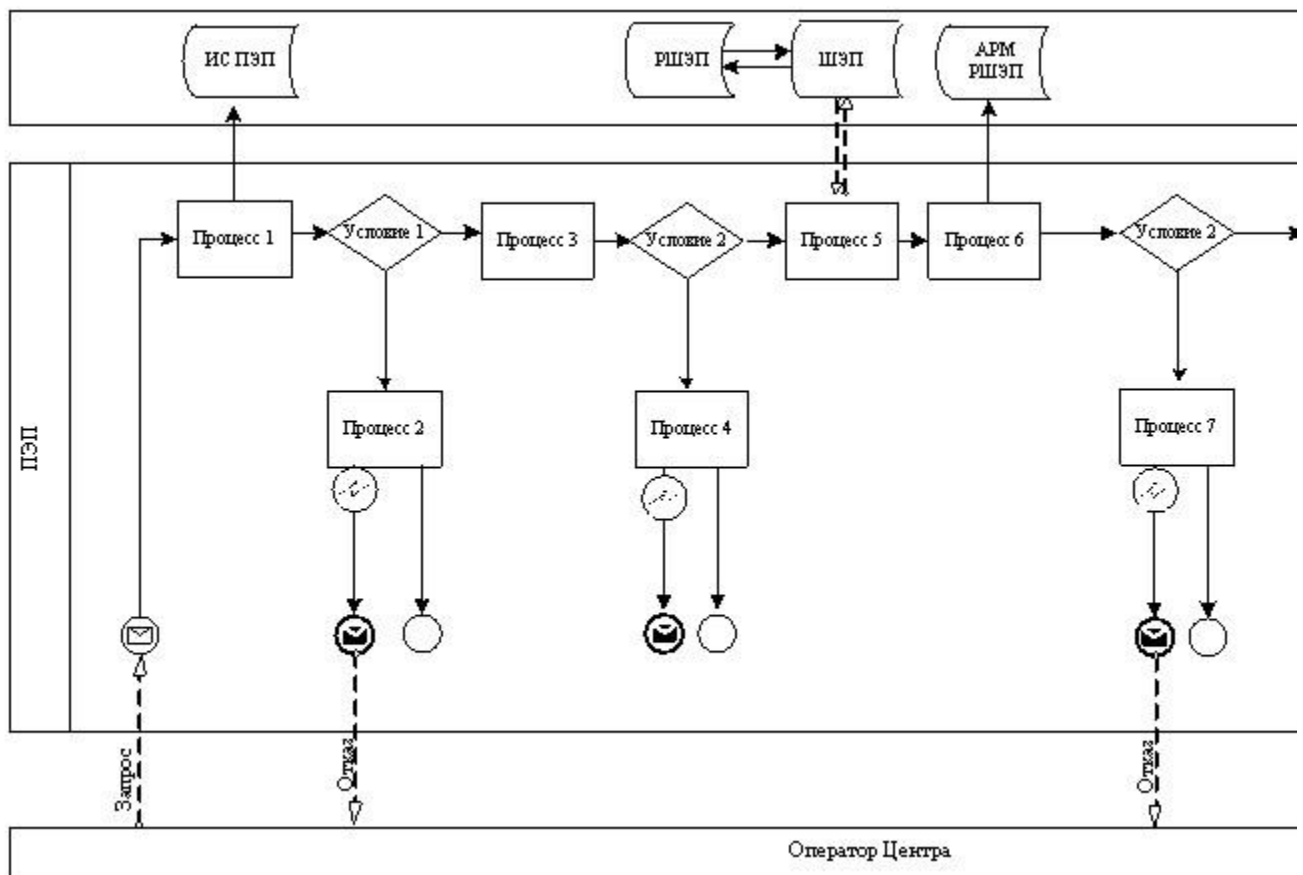 ИС ПЭП
РШЭП
ШЭП
АРМ
РШЭП
Процесс 1
Условие 1
Процесс 3
Условие 2
Процесс 5
Процесс 6
Условие 2
Процесс 2
Процесс 4
Процесс 7
ПЭП
Запрос
Отказ
Отказ
Оператор Центра